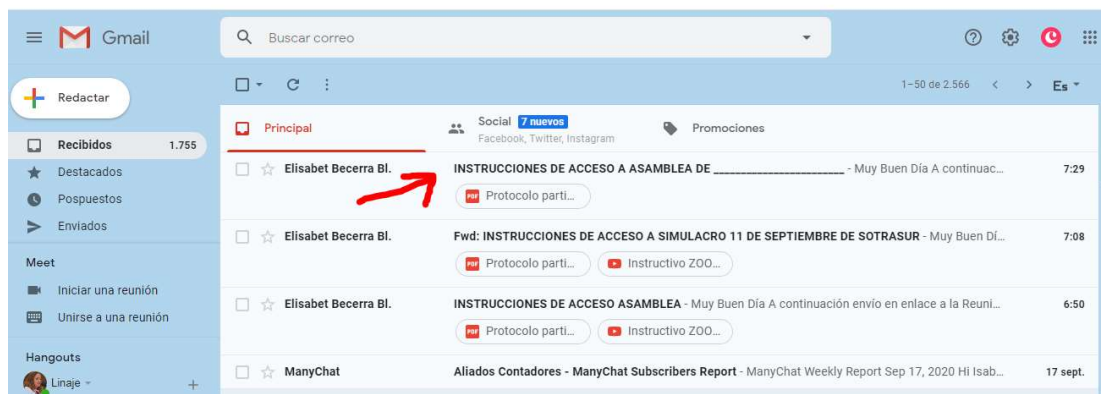 Gmail
Buscar correo
Redactar
1–50 de 2.566
Es
Recibidos 1.755
Destacados
Pospuestos
Enviados
Meet
Iniciar una reunión
Unirse a una reunión
Hangouts
Linaje
Principal
Social 7 nuevos
Facebook, Twitter, Instagram
Promociones
Elisabet Becerra Bl. INSTRUCCIONES DE ACCESO A ASAMBLEA DE ________________________ - Muy Buen Día A continuac... 7:29
PDF Protocolo parti...
Elisabet Becerra Bl. Fwd: INSTRUCCIONES DE ACCESO A SIMULACRO 11 DE SEPTIEMBRE DE SOTRASUR - Muy Buen Dí... 7:08
PDF Protocolo parti... Instructivo ZOO...
Elisabet Becerra Bl. INSTRUCCIONES DE ACCESO ASAMBLEA - Muy Buen Día A continuación envío en enlace a la Reuni... 6:50
PDF Protocolo parti... Instructivo ZOO...
ManyChat Aliados Contadores - ManyChat Subscribers Report - ManyChat Weekly Report Sep 17, 2020 Hi Isab... 17 sept.